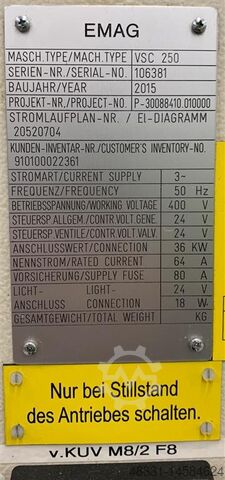 EMAG
MASCH.TYPE/MACH.TYPE VSC 250
SERIEN-NR./SERIAL-NO. 106381
BAUJAHR/YEAR 2015
PROJEKT-NR./PROJECT-NO. P-30088410.010000
STROMLAUFPLAN-NR. / El-DIAGRAMM
20520704
KUNDEN-INVENTAR-NR./CUSTOMER'S INVENTORY-NO.
910100022361
STROMART/CURRENT SUPPLY 3~
FREQUENZ/FREQUENCY 50 Hz
BETRIEBSSPANNUNG/WORKING VOLTAGE 400 V
STEUERSP.ALLGEM./CONTR.VOLT.GENER. 24 V
STEUERSP.VENTILE/CONTR.VOLT.VALV. 24 V
ANSCHLUSSWERT/CONNECTION 36 KW
NENNSTROM/RATED CURRENT 64 A
VORSICHERUNG/SUPPLY FUSE 80 A
LICHT- LIGHT- 24 V
ANSCHLUSS CONNECTION 18 W
GESAMTGEWICHT/TOTAL WEIGHT KG
Nur bei Stillstand
des Antriebes schalten.
v.KUV M8/2 F8
48331-14584624